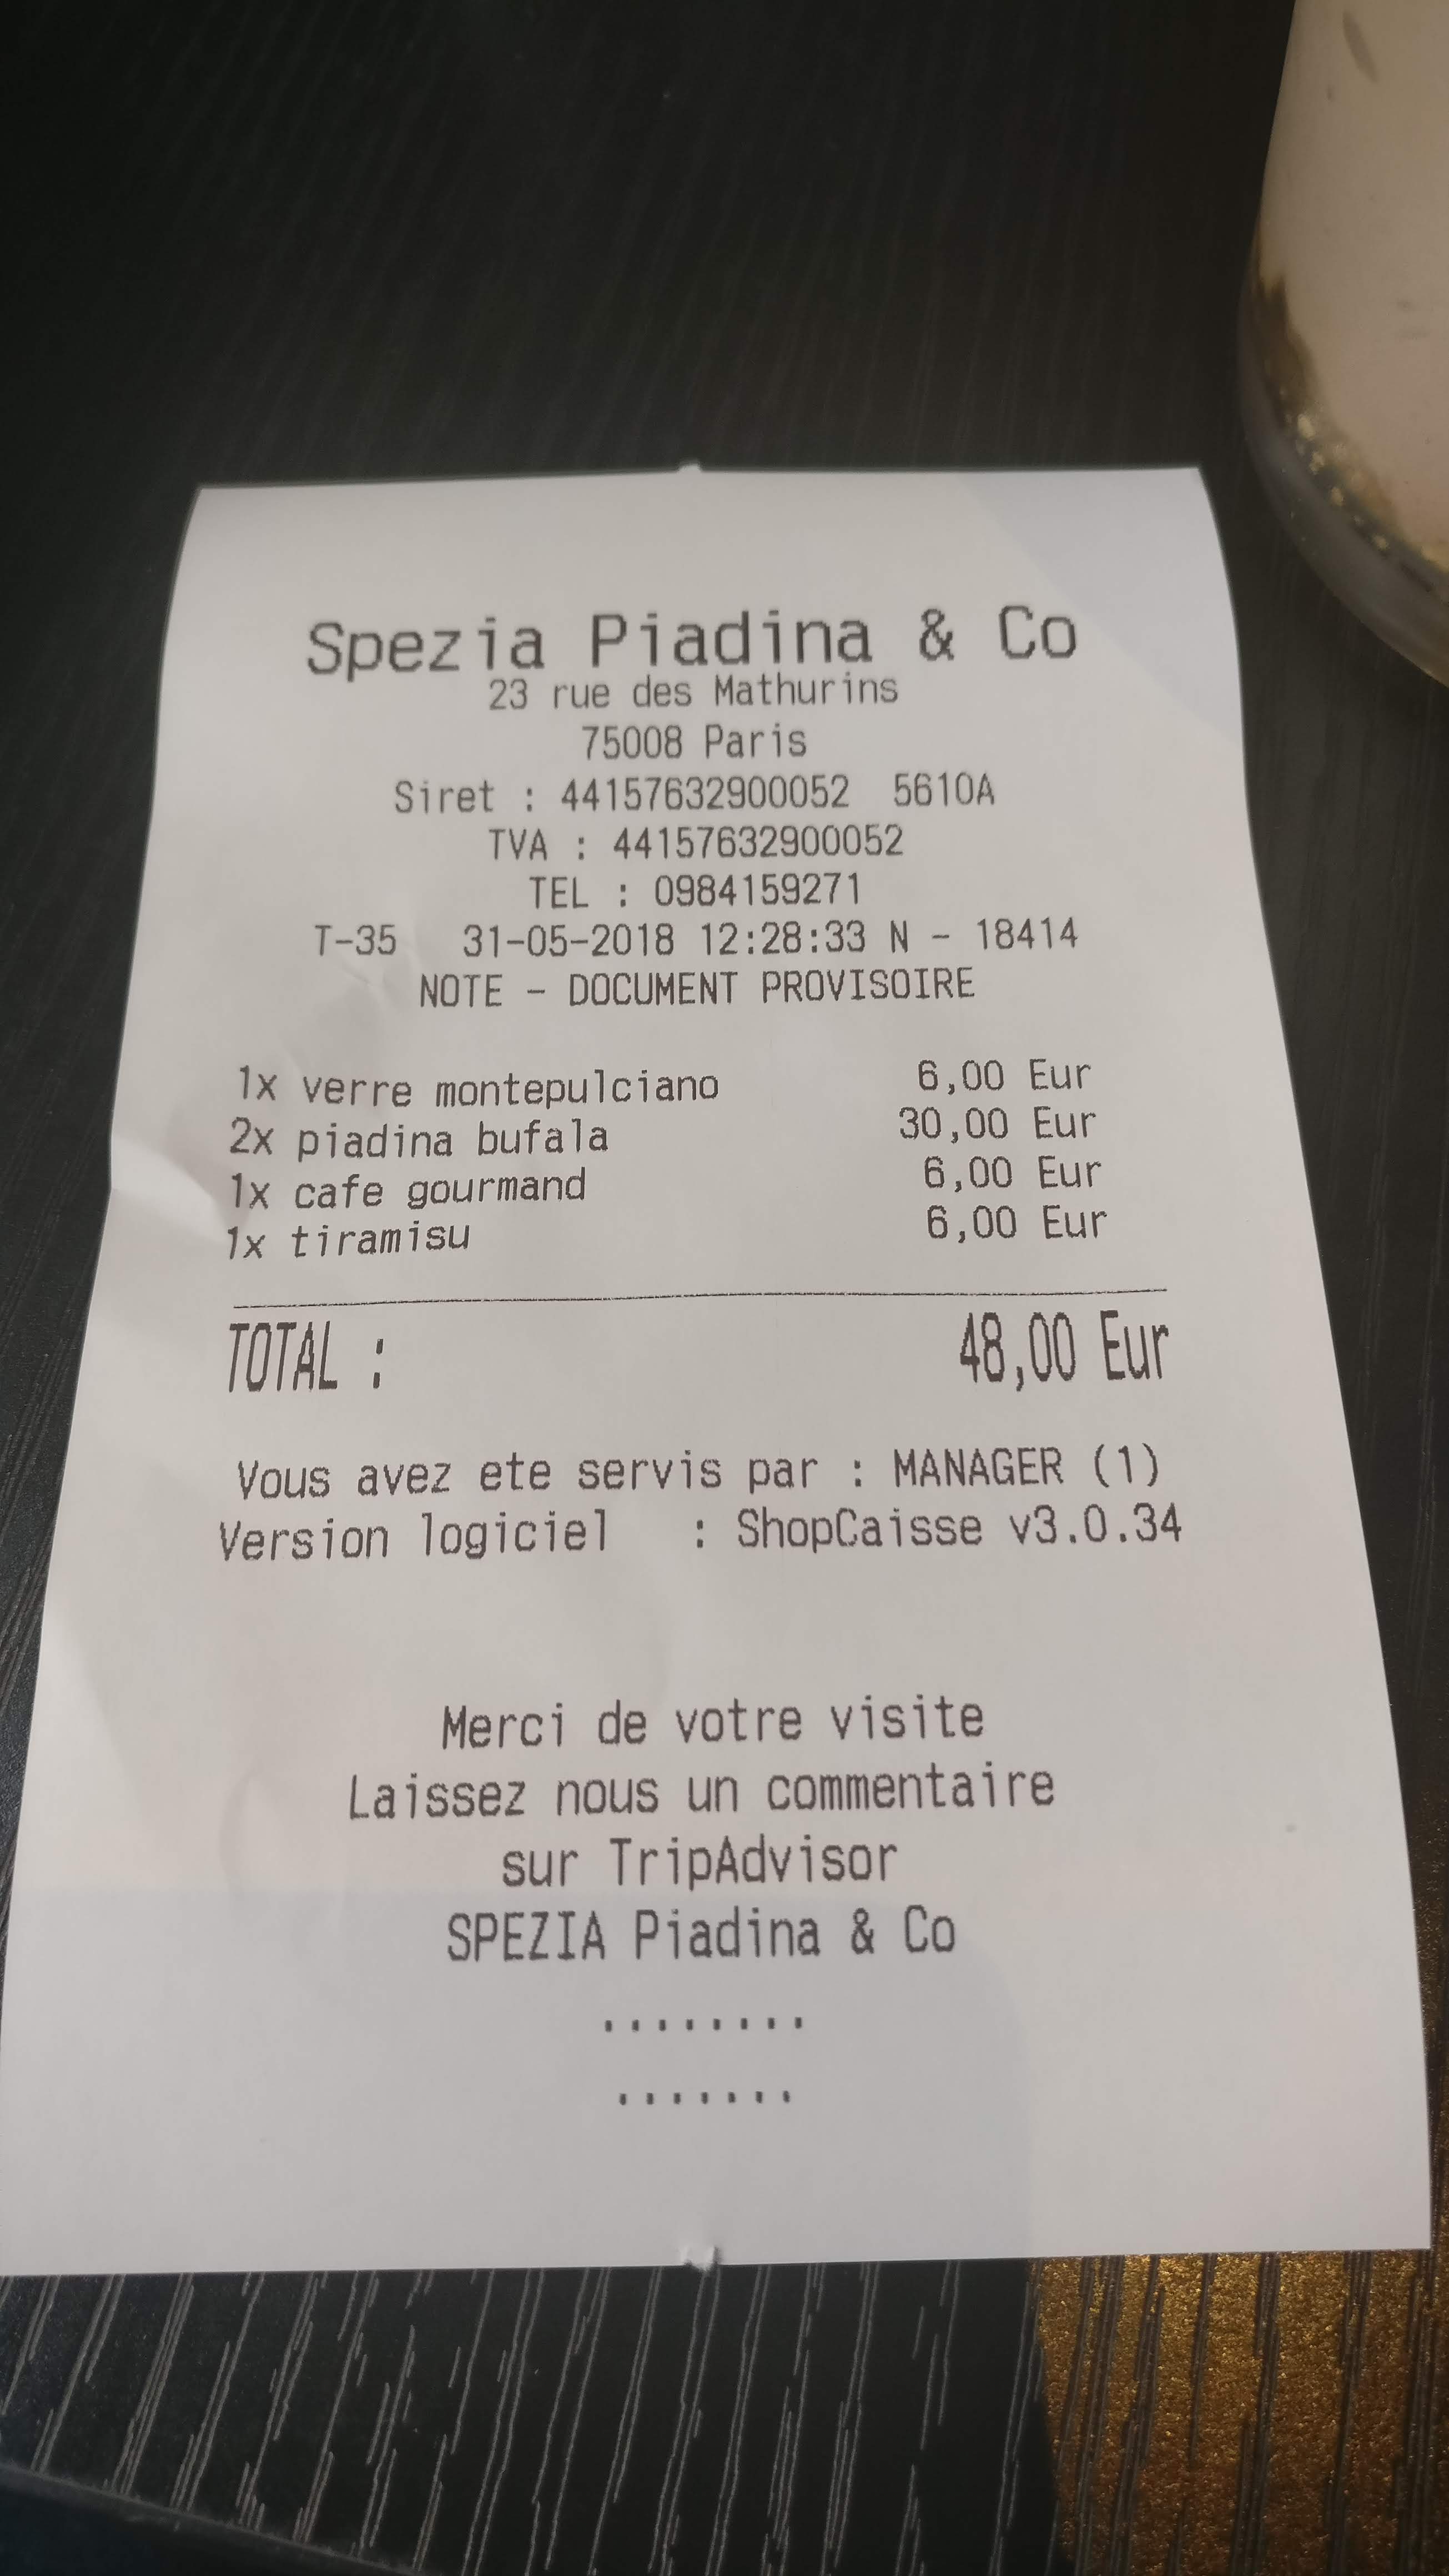 Spezia Piadina & Co
23 rue des Mathurins
75008 Paris
Siret : 44157632900052 5610A
TVA : 44157632900052
TEL : 0984159271
T-35 31-05-2018 12:28:33 N - 18414
NOTE - DOCUMENT PROVISOIRE
1x verre montepulciano 6,00 Eur
2x piadina bufala 30,00 Eur
1x cafe gourmand 6,00 Eur
1x tiramisu 6,00 Eur
TOTAL : 48,00 Eur
Vous avez ete servis par : MANAGER (1)
Version logiciel : ShopCaisse v3.0.34
Merci de votre visite
Laissez nous un commentaire
sur TripAdvisor
SPEZIA Piadina & Co
........
.......